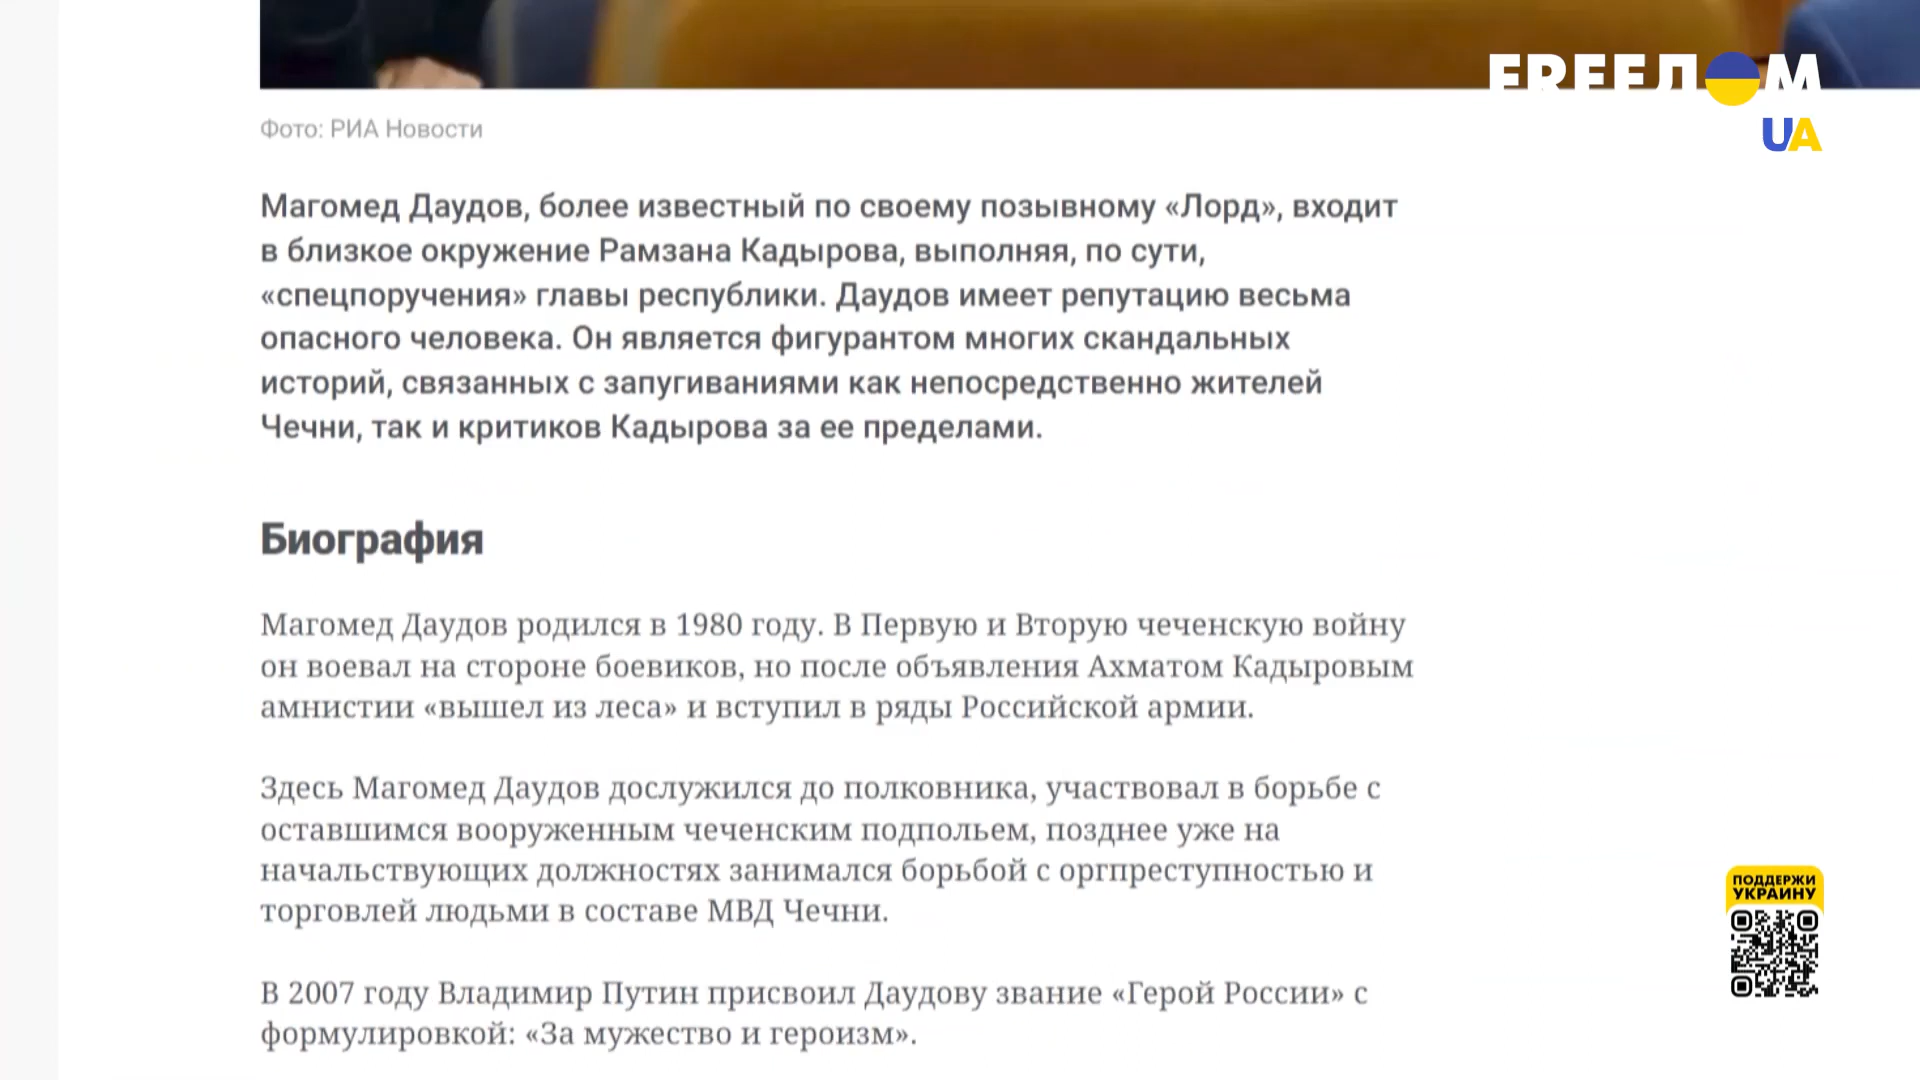 FREEДOM
UA
Фото: РИА Новости
Магомед Даудов, более известный по своему позывному «Лорд», входит
в близкое окружение Рамзана Кадырова, выполняя, по сути,
«спецпоручения» главы республики. Даудов имеет репутацию весьма
опасного человека. Он является фигурантом многих скандальных
историй, связанных с запугиваниями как непосредственно жителей
Чечни, так и критиков Кадырова за ее пределами.
Биография
Магомед Даудов родился в 1980 году. В Первую и Вторую чеченскую войну
он воевал на стороне боевиков, но после объявления Ахматом Кадыровым
амнистии «вышел из леса» и вступил в ряды Российской армии.
Здесь Магомед Даудов дослужился до полковника, участвовал в борьбе с
оставшимся вооруженным чеченским подпольем, позднее уже на
начальствующих должностях занимался борьбой с оргпреступностью и
торговлей людьми в составе МВД Чечни.
ПОДДЕРЖИ
УКРАИНУ
В 2007 году Владимир Путин присвоил Даудову звание «Герой России» с
формулировкой: «За мужество и героизм».